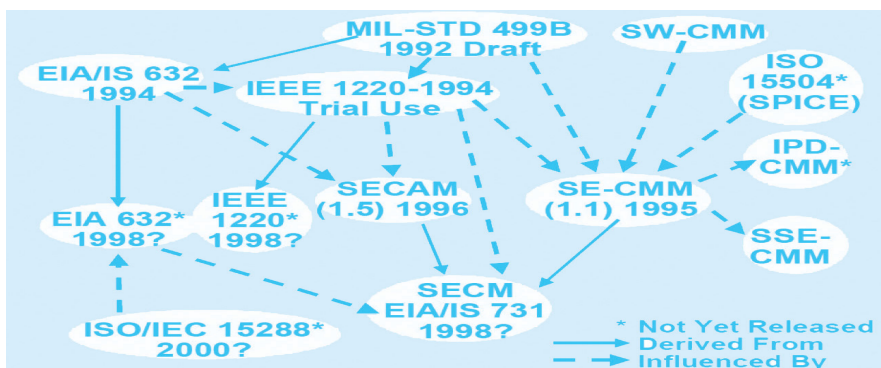 MIL-STD 499B
1992 Draft
SW-CMM
EIA/IS 632
1994
IEEE 1220-1994
Trial Use
ISO
15504*
(SPICE)
IPD-
CMM*
EIA 632*
1998?
IEEE
1220*
1998?
SECAM
(1.5) 1996
SE-CMM
(1.1) 1995
SSE-
CMM
SECM
EIA/IS 731
1998?
ISO/IEC 15288*
2000?
* Not Yet Released
Derived From
Influenced By